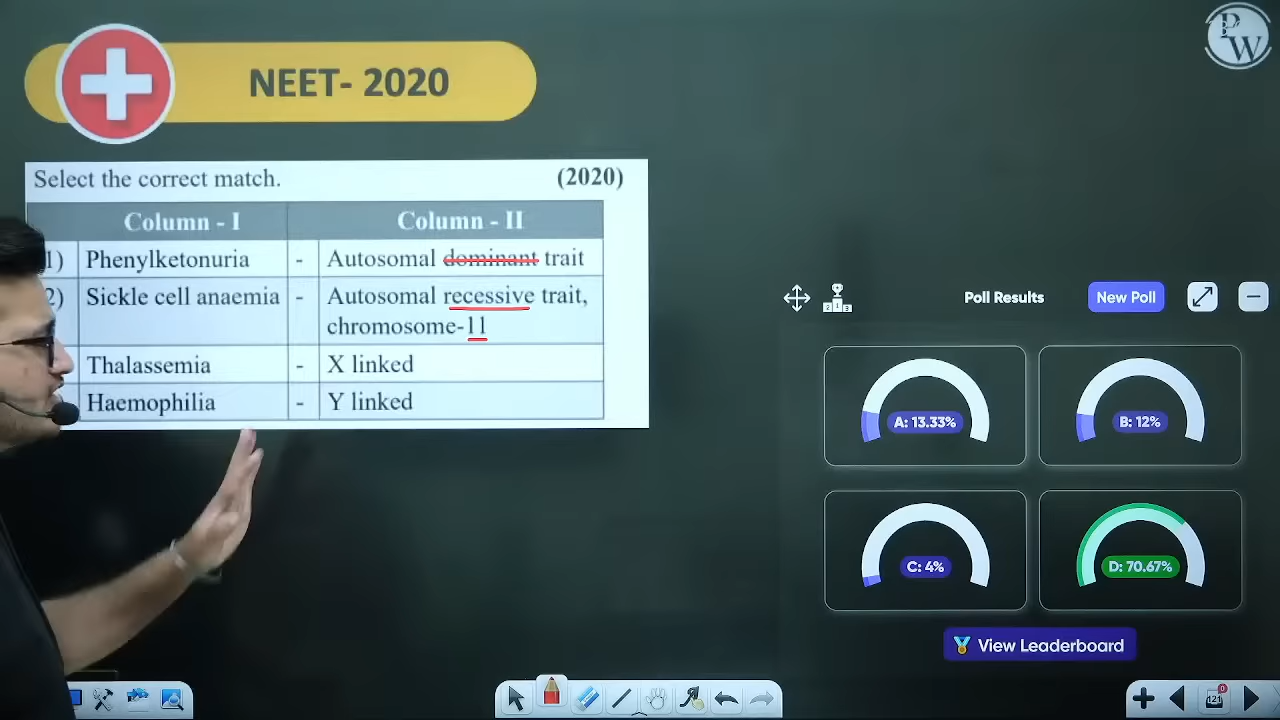 PW
NEET- 2020
Select the correct match. (2020)
Column - I Column - II
1) Phenylketonuria - Autosomal dominant trait
2) Sickle cell anaemia - Autosomal recessive trait,
chromosome-11
Thalassemia - X linked
Haemophilia - Y linked
Poll Results New Poll
A: 13.33% B: 12%
C: 4% D: 70.67%
View Leaderboard